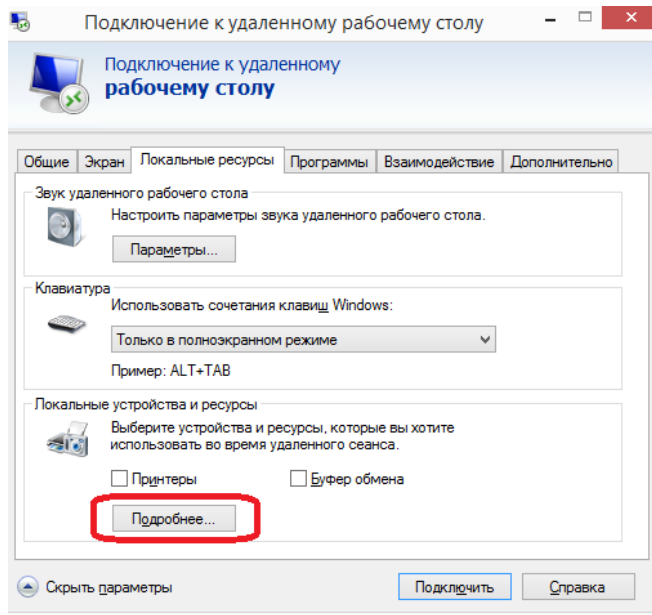 Подключение к удаленному рабочему столу
Подключение к удаленному
рабочему столу
Общие Экран Локальные ресурсы Программы Взаимодействие Дополнительно
Звук удаленного рабочего стола
Настроить параметры звука удаленного рабочего стола.
Параметры...
Клавиатура
Использовать сочетания клавиш Windows:
Только в полноэкранном режиме
Пример: ALT+TAB
Локальные устройства и ресурсы
Выберите устройства и ресурсы, которые вы хотите
использовать во время удаленного сеанса.
Принтеры Буфер обмена
Подробнее...
Скрыть параметры Подключить Справка